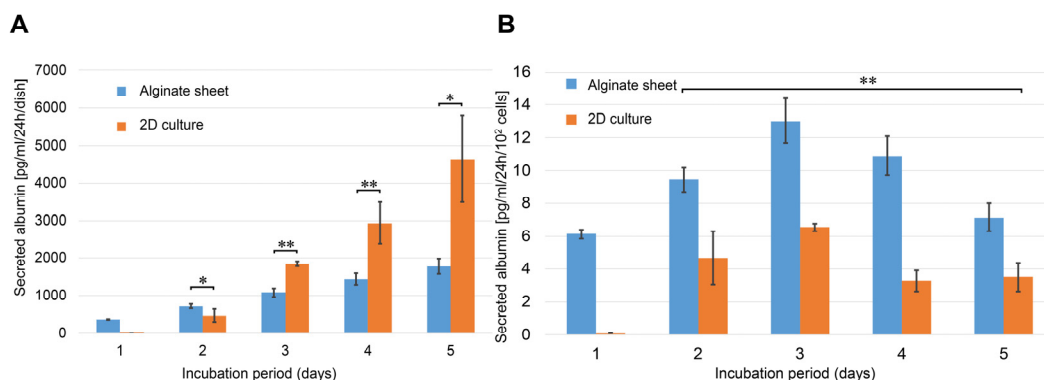 A
Secreted albumin [pg/ml/24h/dish]
7000
6000
5000
4000
3000
2000
1000
0
Alginate sheet
2D culture
*
**
**
*
1 2 3 4 5
Incubation period (days)
B
Secreted albumin [pg/ml/24h/10² cells]
16
14
12
10
8
6
4
2
0
Alginate sheet
2D culture
**
1 2 3 4 5
Incubation period (days)